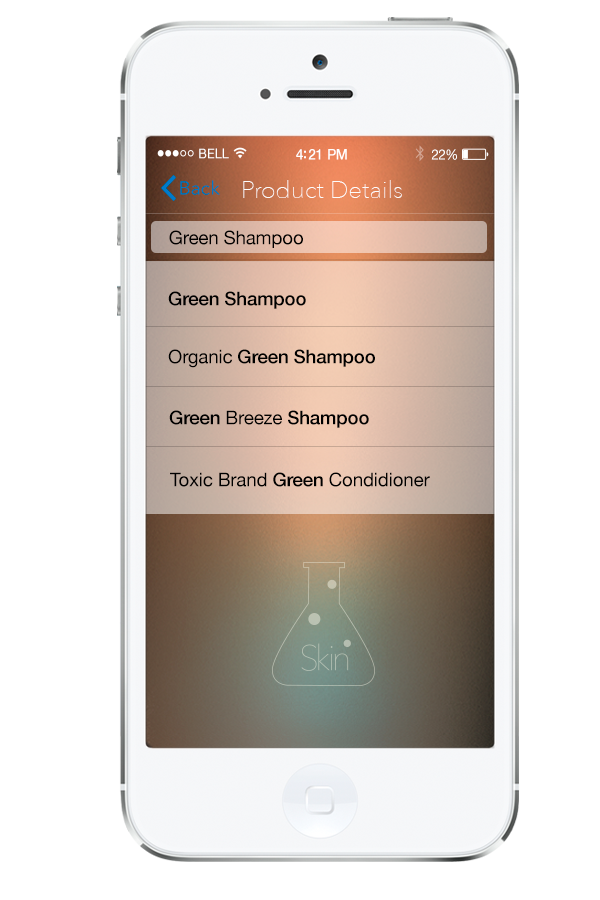 BELL 4:21 PM 22%
Back Product Details
Green Shampoo
Green Shampoo
Organic Green Shampoo
Green Breeze Shampoo
Toxic Brand Green Condidioner
Skin